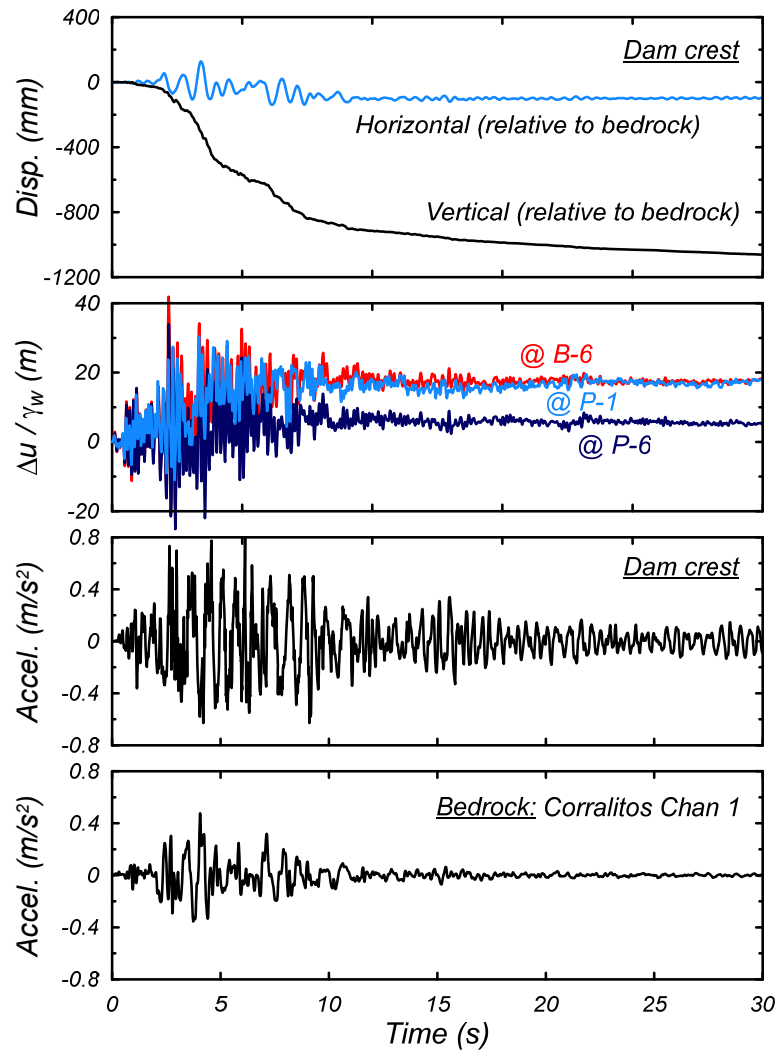 400
0
-400
-800
-1200
Disp. (mm)
Dam crest
Horizontal (relative to bedrock)
Vertical (relative to bedrock)
40
20
0
-20
Δu / γw (m)
@ B-6
@ P-1
@ P-6
0.8
0.4
0
-0.4
-0.8
Accel. (m/s²)
Dam crest
0.8
0.4
0
-0.4
-0.8
Accel. (m/s²)
Bedrock: Corralitos Chan 1
0 5 10 15 20 25 30
Time (s)